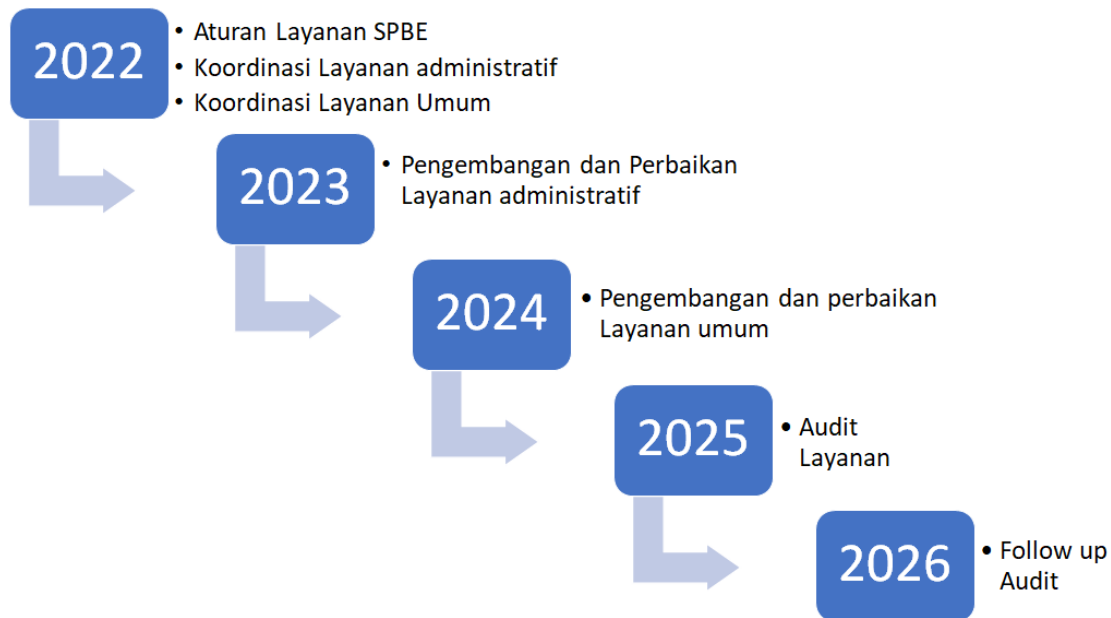 2022
• Aturan Layanan SPBE
• Koordinasi Layanan administratif
• Koordinasi Layanan Umum
2023
• Pengembangan dan Perbaikan
Layanan administratif
2024
• Pengembangan dan perbaikan
Layanan umum
2025
• Audit
Layanan
2026
• Follow up
Audit